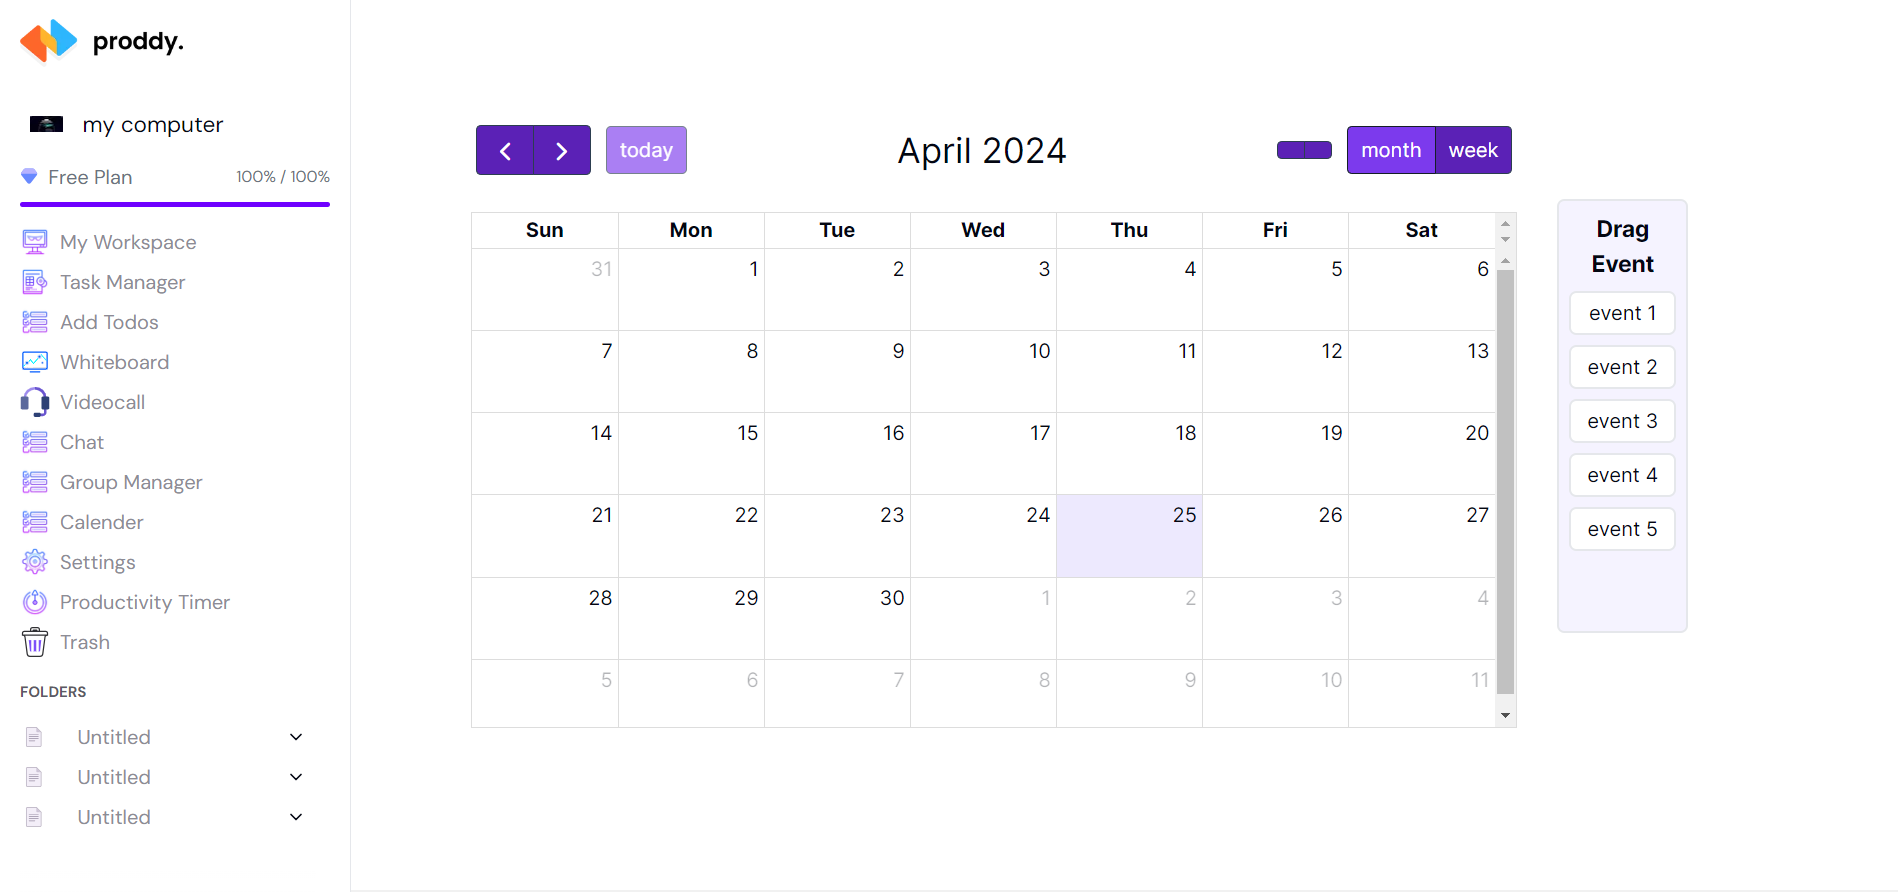 proddy.
my computer
Free Plan 100% / 100%
My Workspace
Task Manager
Add Todos
Whiteboard
Videocall
Chat
Group Manager
Calender
Settings
Productivity Timer
Trash
FOLDERS
Untitled
Untitled
Untitled
today April 2024 month week
Sun Mon Tue Wed Thu Fri Sat
31 1 2 3 4 5 6
7 8 9 10 11 12 13
14 15 16 17 18 19 20
21 22 23 24 25 26 27
28 29 30 1 2 3 4
5 6 7 8 9 10 11
Drag
Event
event 1
event 2
event 3
event 4
event 5